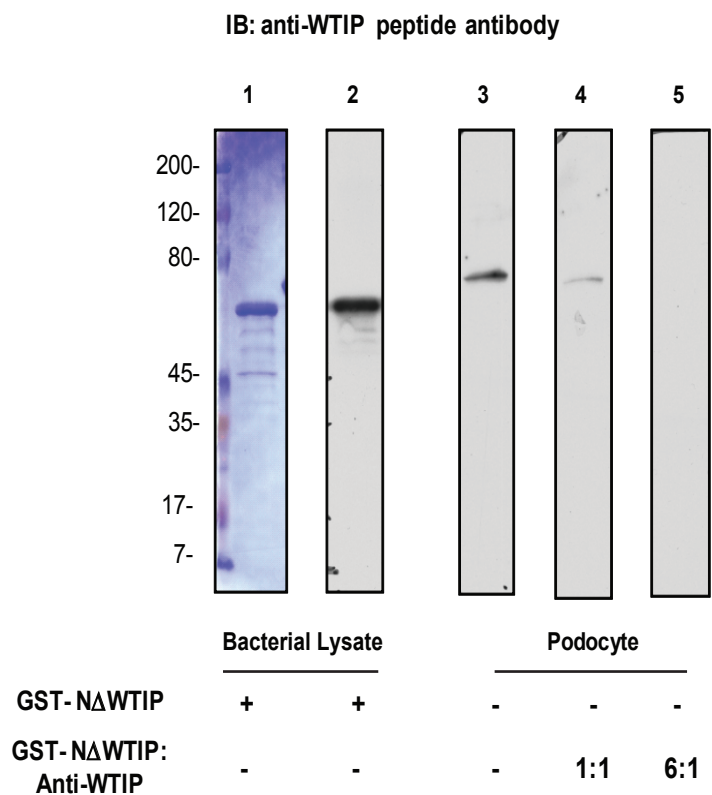 IB: anti-WTIP peptide antibody
1 2 3 4 5
200-
120-
80-
45-
35-
17-
7-
Bacterial Lysate Podocyte
GST- NΔWTIP + + - - -
GST- NΔWTIP:
Anti-WTIP - - - 1:1 6:1